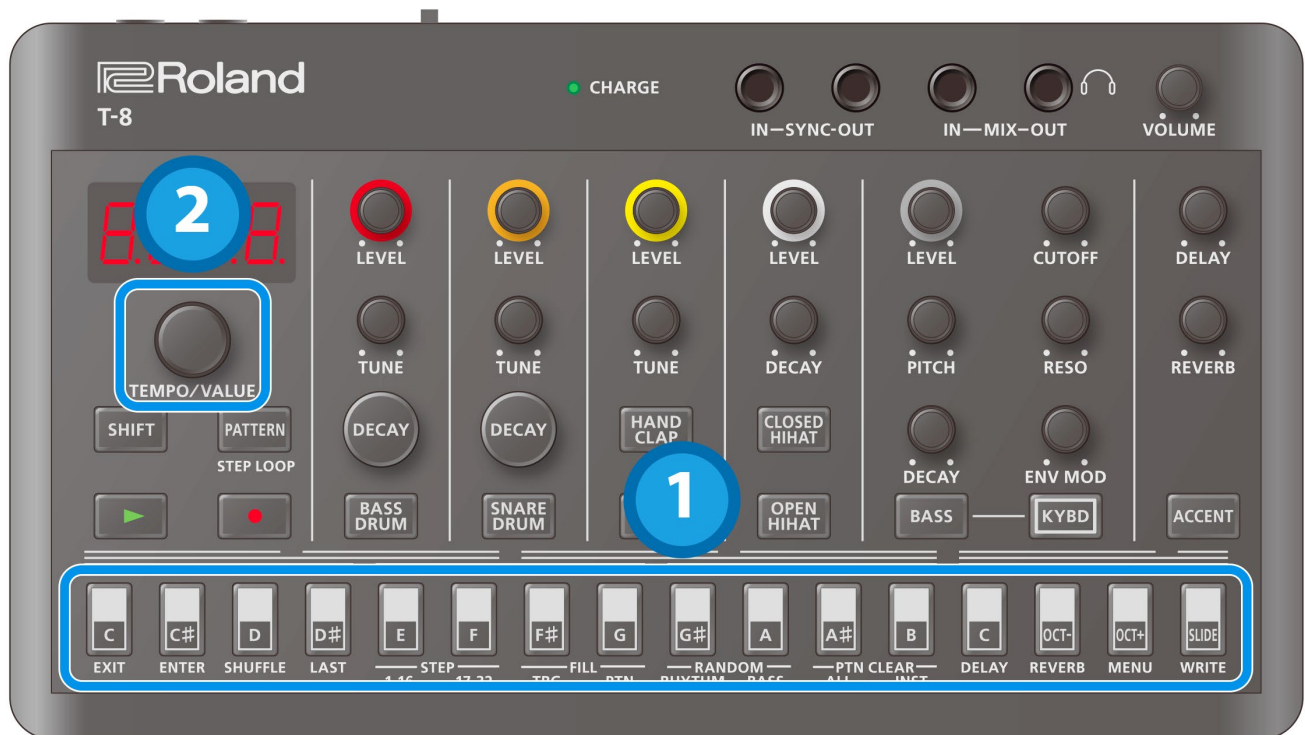 Roland
T-8
CHARGE
IN–SYNC-OUT
IN—MIX–OUT
VOLUME
2
LEVEL
LEVEL
LEVEL
LEVEL
LEVEL
CUTOFF
DELAY
TUNE
TUNE
TUNE
DECAY
PITCH
RESO
REVERB
TEMPO/VALUE
SHIFT
PATTERN
STEP LOOP
DECAY
DECAY
HAND
CLAP
CLOSED
HIHAT
DECAY
ENV MOD
BASS
DRUM
SNARE
DRUM
1
OPEN
HIHAT
BASS
KYBD
ACCENT
C C# D D# E F F# G G# A A# B C OCT- OCT+ SLIDE
EXIT ENTER SHUFFLE LAST STEP FILL RANDOM PTN CLEAR DELAY REVERB MENU WRITE